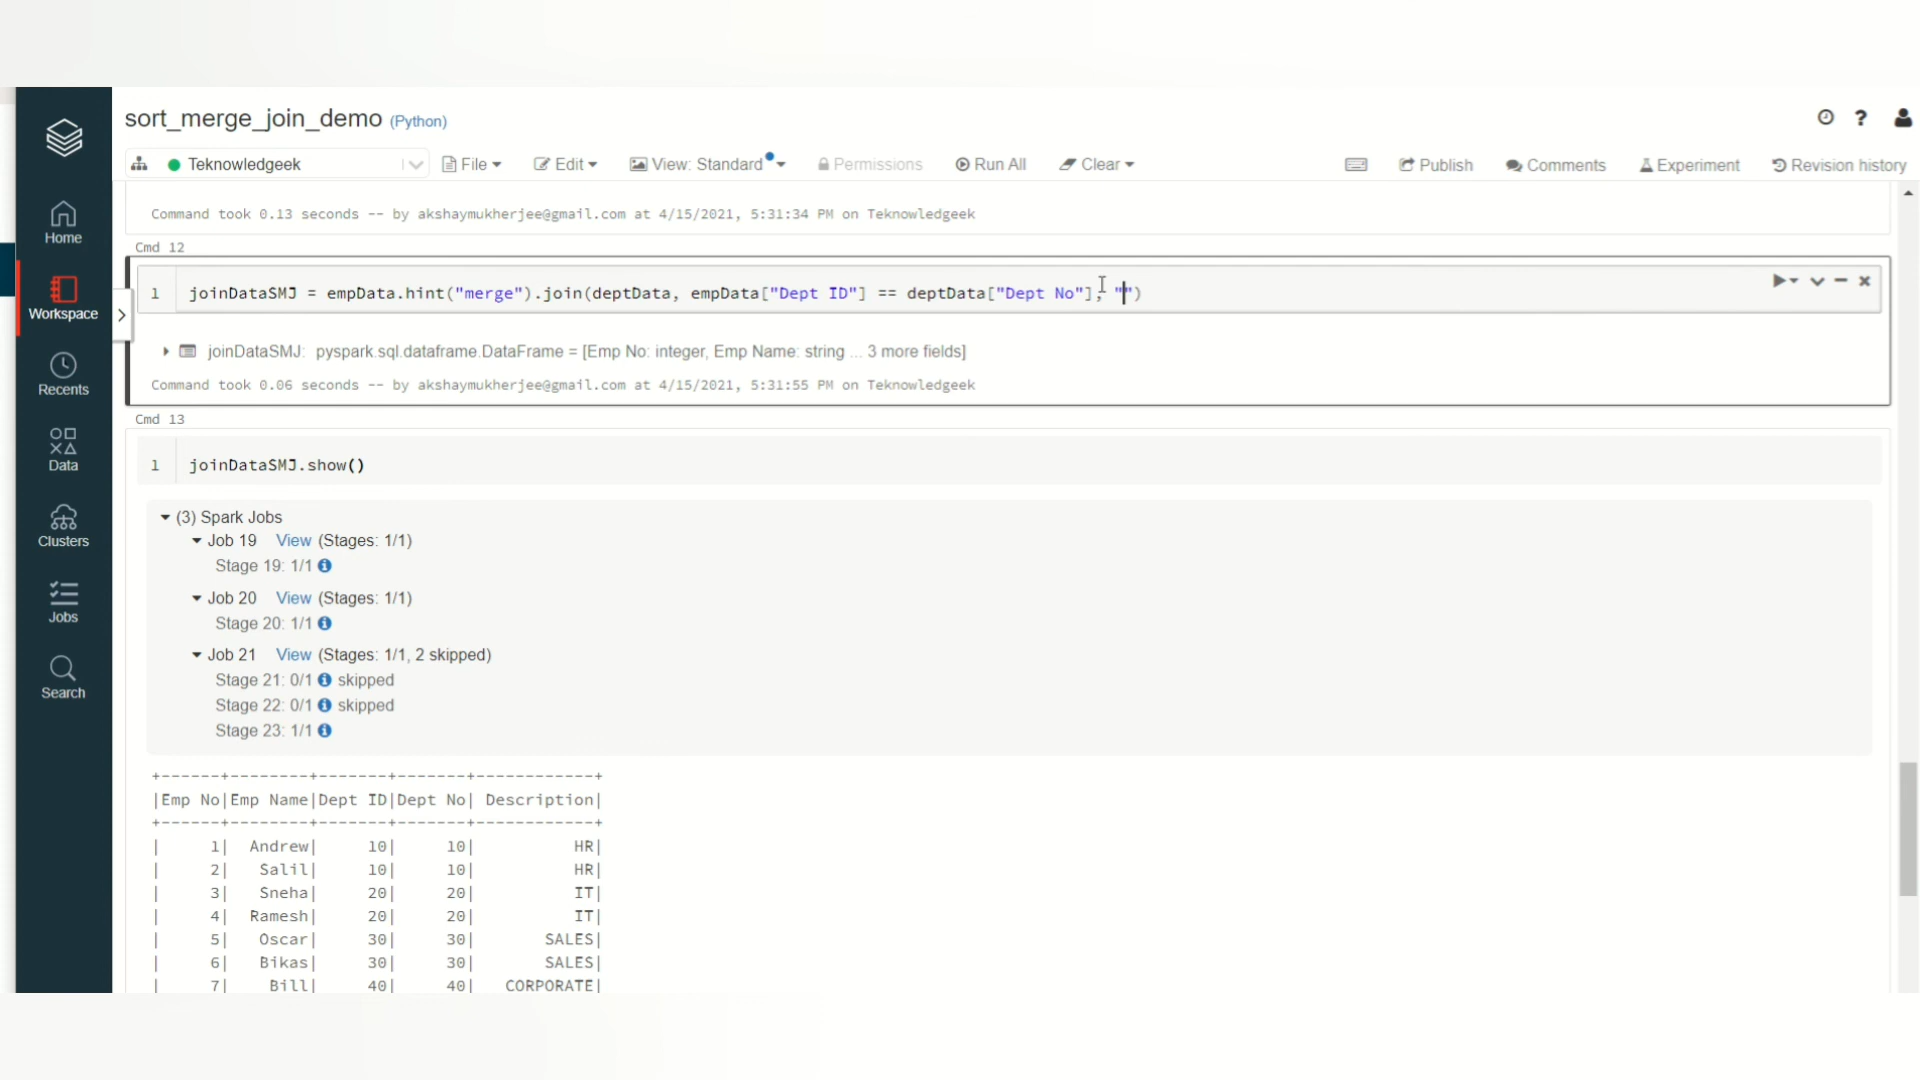 sort_merge_join_demo (Python)
Teknowledgeek File Edit View: Standard Permissions Run All Clear Publish Comments Experiment Revision history
Home
Workspace
Recents
Data
Clusters
Jobs
Search
Command took 0.13 seconds -- by akshaymukherjee@gmail.com at 4/15/2021, 5:31:34 PM on Teknowledgeek
Cmd 12
1 joinDataSMJ = empData.hint("merge").join(deptData, empData["Dept ID"] == deptData["Dept No"], "")
joinDataSMJ: pyspark.sql.dataframe.DataFrame = [Emp No: integer, Emp Name: string ... 3 more fields]
Command took 0.06 seconds -- by akshaymukherjee@gmail.com at 4/15/2021, 5:31:55 PM on Teknowledgeek
Cmd 13
1 joinDataSMJ.show()
(3) Spark Jobs
Job 19 View (Stages: 1/1)
Stage 19: 1/1
Job 20 View (Stages: 1/1)
Stage 20: 1/1
Job 21 View (Stages: 1/1, 2 skipped)
Stage 21: 0/1 skipped
Stage 22: 0/1 skipped
Stage 23: 1/1
+------+--------+-------+-------+------------+
|Emp No|Emp Name|Dept ID|Dept No| Description|
+------+--------+-------+-------+------------+
|     1|  Andrew|     10|     10|          HR|
|     2|   Salil|     10|     10|          HR|
|     3|   Sneha|     20|     20|          IT|
|     4|  Ramesh|     20|     20|          IT|
|     5|   Oscar|     30|     30|       SALES|
|     6|   Bikas|     30|     30|       SALES|
|     7|    Bill|     40|     40|   CORPORATE|